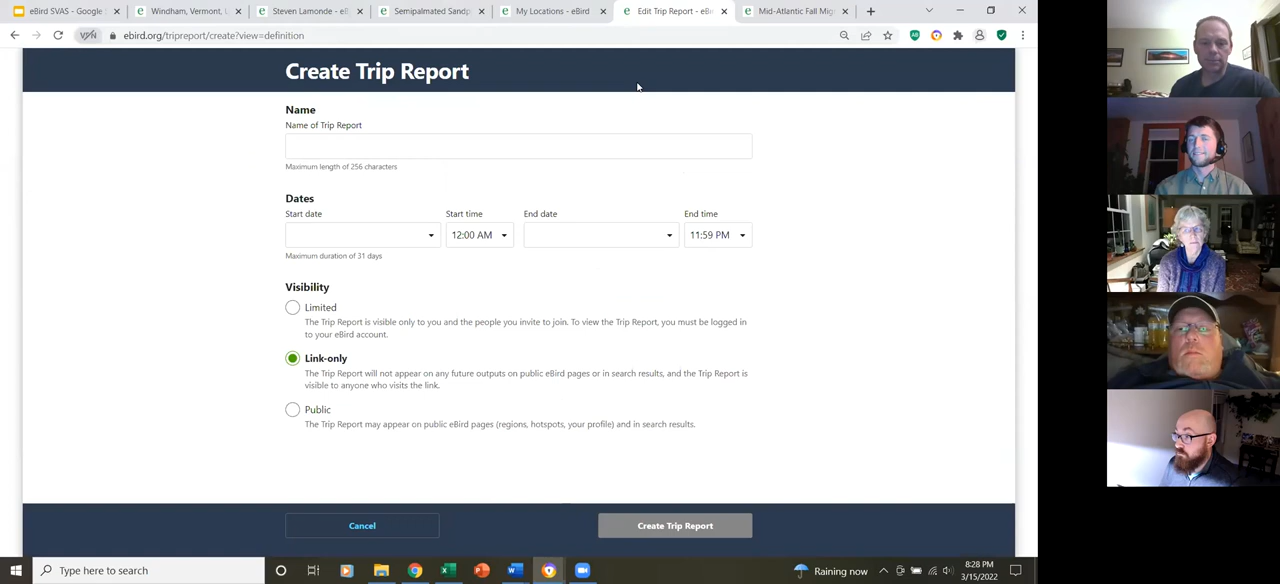 eBird SVAS - Google
Windham, Vermont, U
Steven Lamonde - eB
Semipalmated Sandp
My Locations - eBird
Edit Trip Report - eBi
Mid-Atlantic Fall Mig
VPN
ebird.org/tripreport/create?view=definition
Create Trip Report
Name
Name of Trip Report
Maximum length of 256 characters
Dates
Start date Start time End date End time
12:00 AM 11:59 PM
Maximum duration of 31 days
Visibility
Limited
The Trip Report is visible only to you and the people you invite to join. To view the Trip Report, you must be logged in
to your eBird account.
Link-only
The Trip Report will not appear on any future outputs on public eBird pages or in search results, and the Trip Report is
visible to anyone who visits the link.
Public
The Trip Report may appear on public eBird pages (regions, hotspots, your profile) and in search results.
Cancel Create Trip Report
Type here to search
Raining now
8:28 PM
3/15/2022